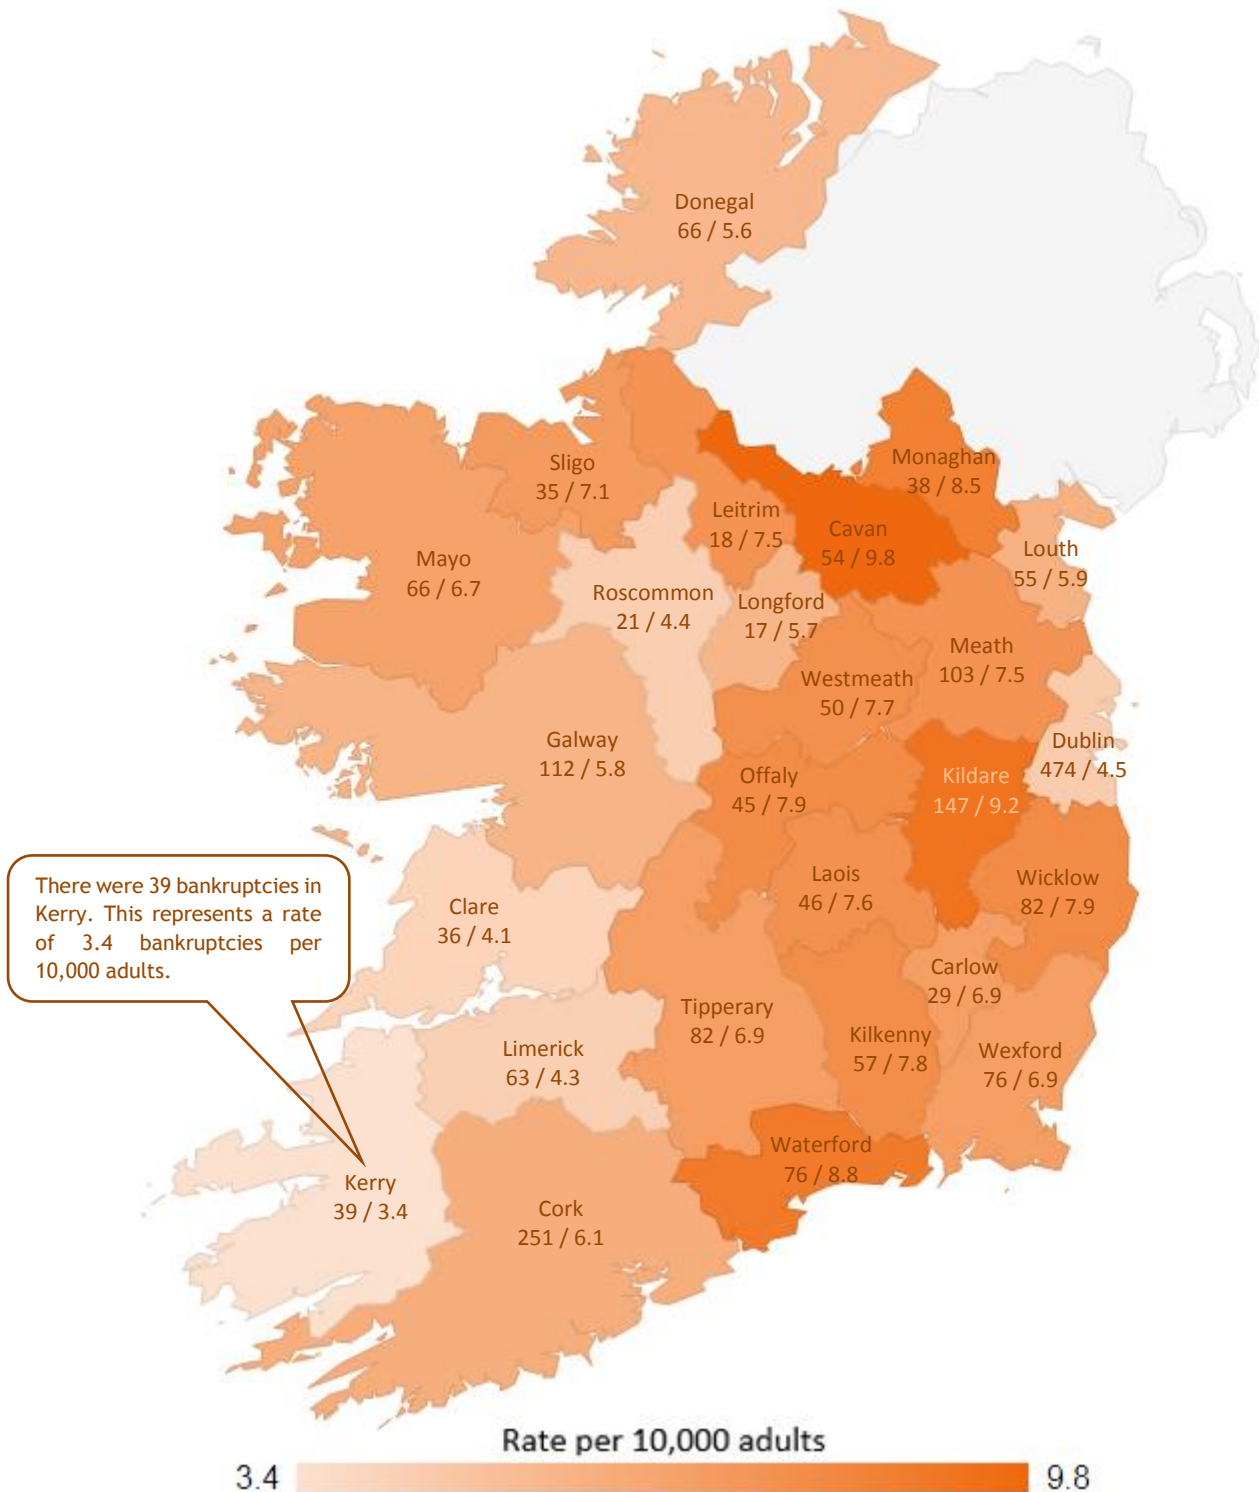 Donegal
66 / 5.6
Monaghan
38 / 8.5
Sligo
35 / 7.1
Leitrim
18 / 7.5
Cavan
54 / 9.8
Louth
55 / 5.9
Mayo
66 / 6.7
Roscommon
21 / 4.4
Longford
17 / 5.7
Meath
103 / 7.5
Westmeath
50 / 7.7
Galway
112 / 5.8
Offaly
45 / 7.9
Kildare
147 / 9.2
Dublin
474 / 4.5
There were 39 bankruptcies in
Kerry. This represents a rate
of 3.4 bankruptcies per
10,000 adults.
Clare
36 / 4.1
Laois
46 / 7.6
Wicklow
82 / 7.9
Carlow
29 / 6.9
Tipperary
82 / 6.9
Limerick
63 / 4.3
Kilkenny
57 / 7.8
Wexford
76 / 6.9
Waterford
76 / 8.8
Kerry
39 / 3.4
Cork
251 / 6.1
Rate per 10,000 adults
3.4
9.8